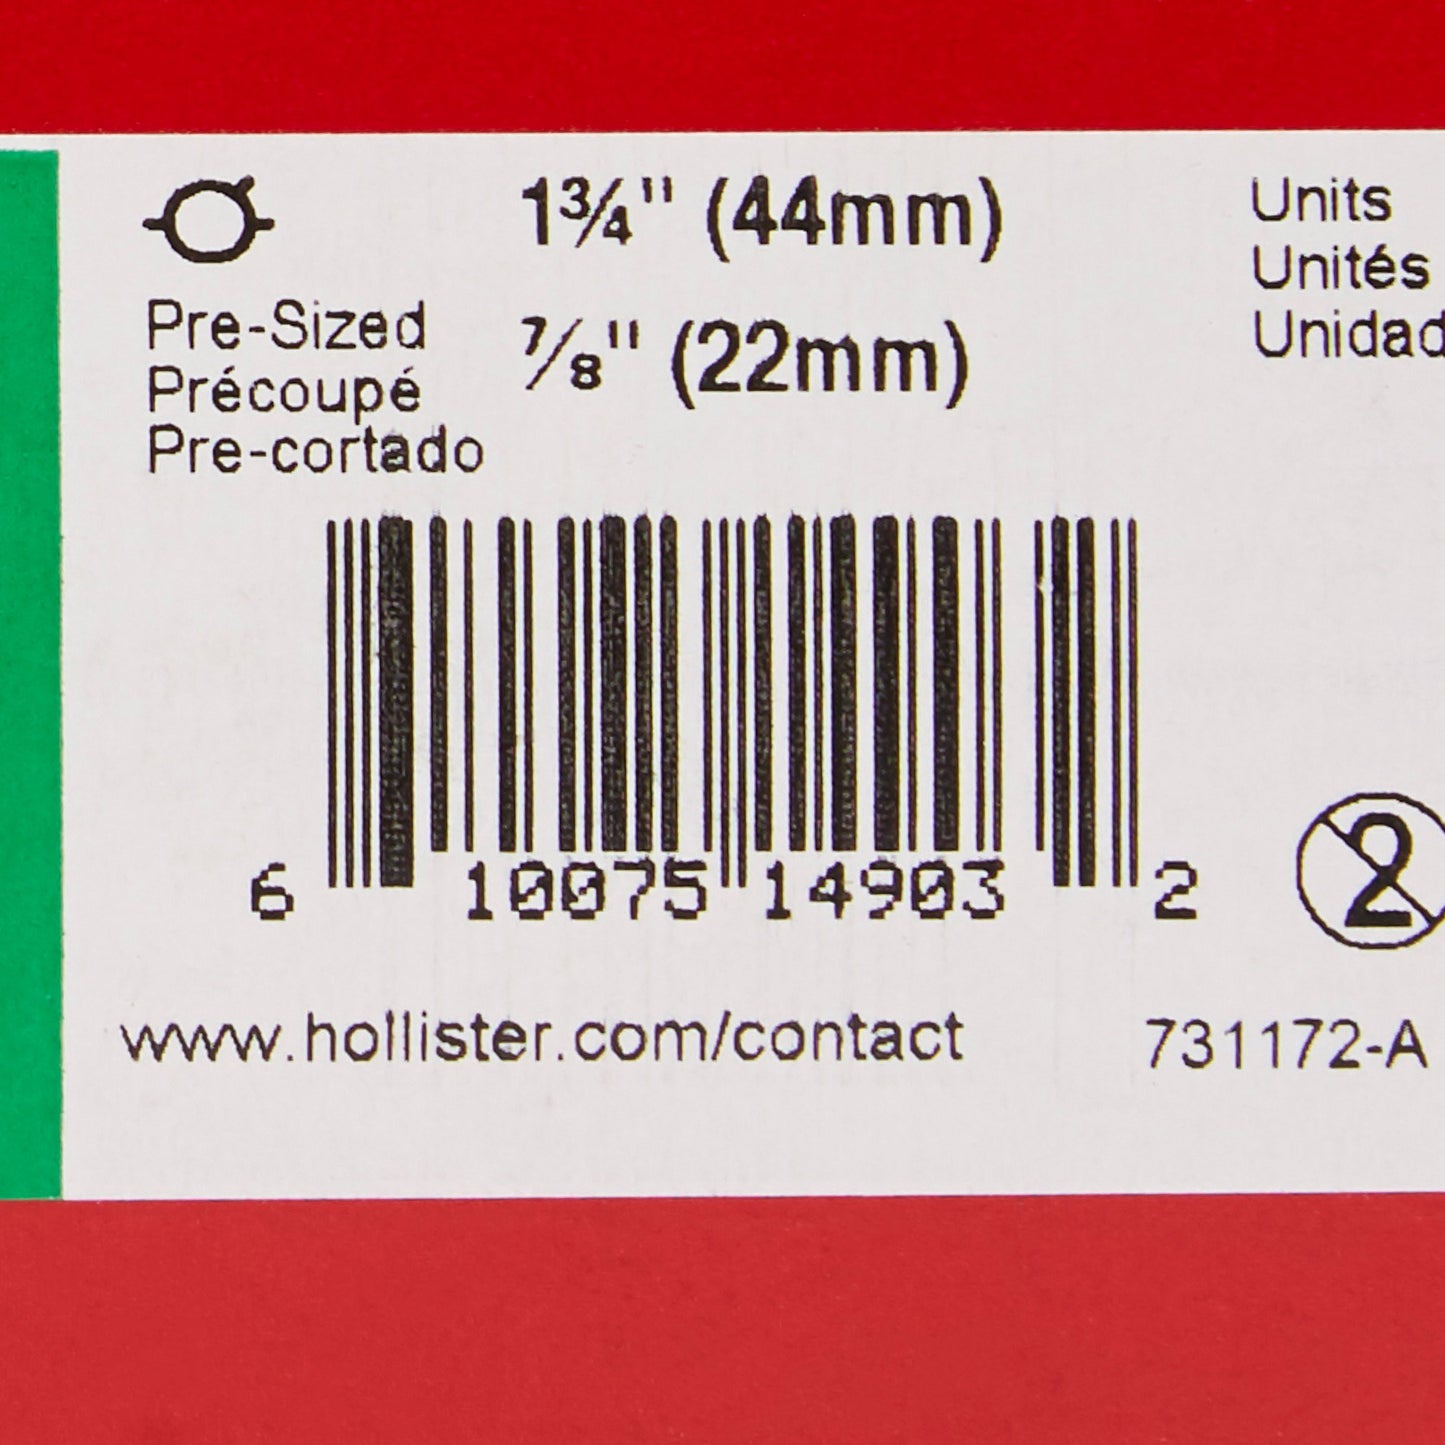 1¾" (44mm)
Units
Unités
Pre-Sized
Précoupé
Pre-cortado
⅞" (22mm)
6 10075 14903 2
2
www.hollister.com/contact
731172-A